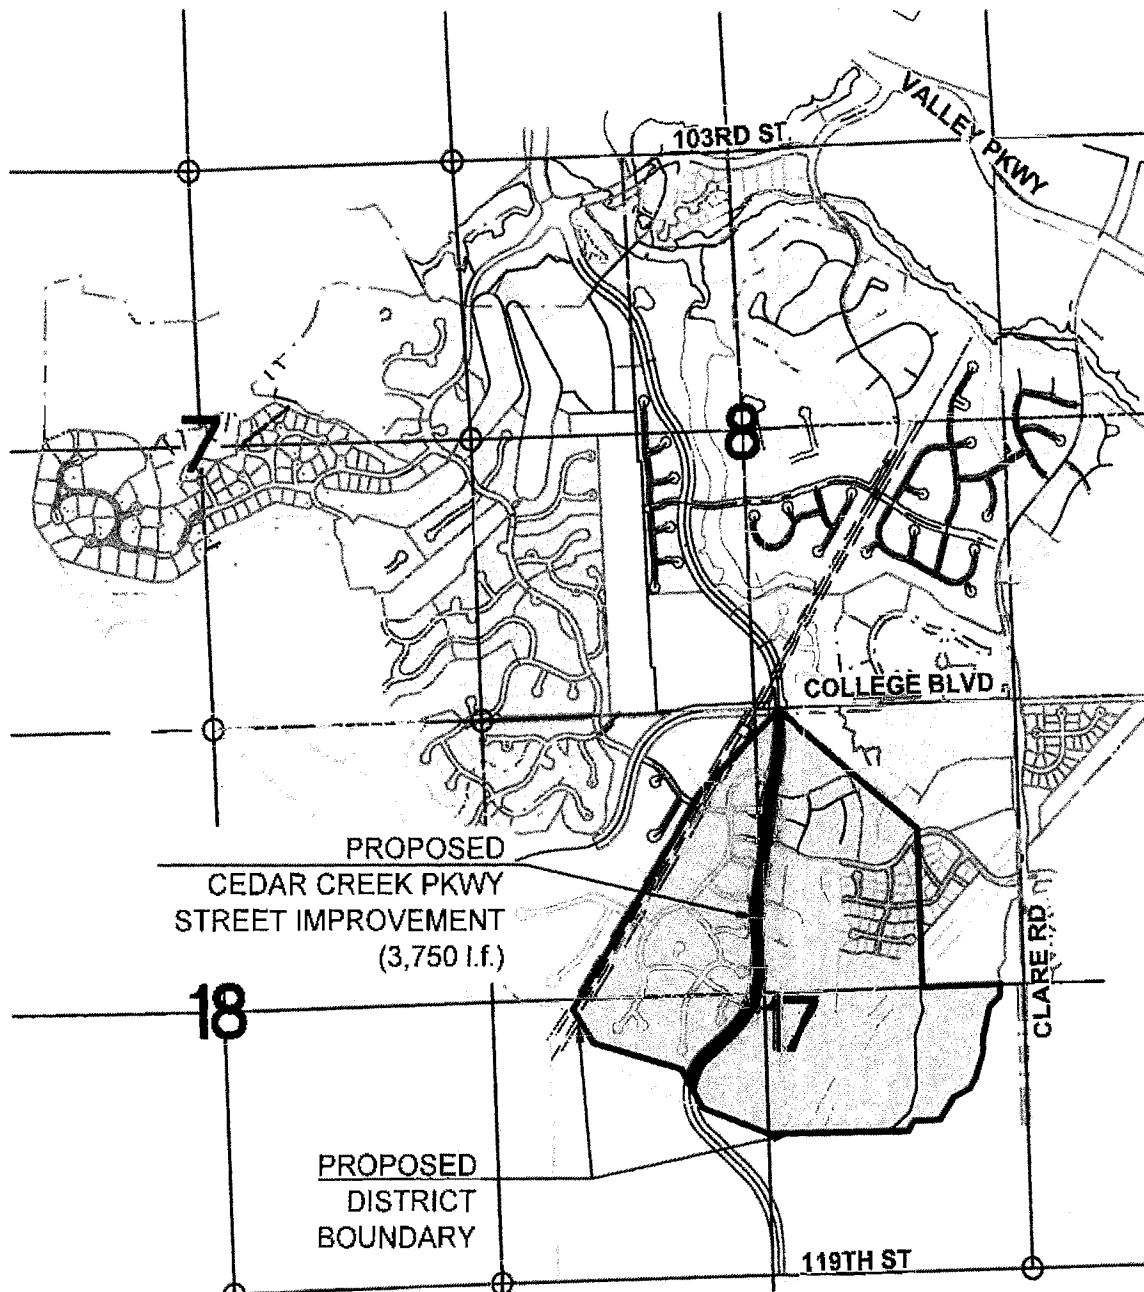 103RD ST.
VALLEY PKWY
7
8
COLLEGE BLVD
PROPOSED
CEDAR CREEK PKWY
STREET IMPROVEMENT
(3,750 l.f.)
CLARE RD
18
17
PROPOSED
DISTRICT
BOUNDARY
119TH ST